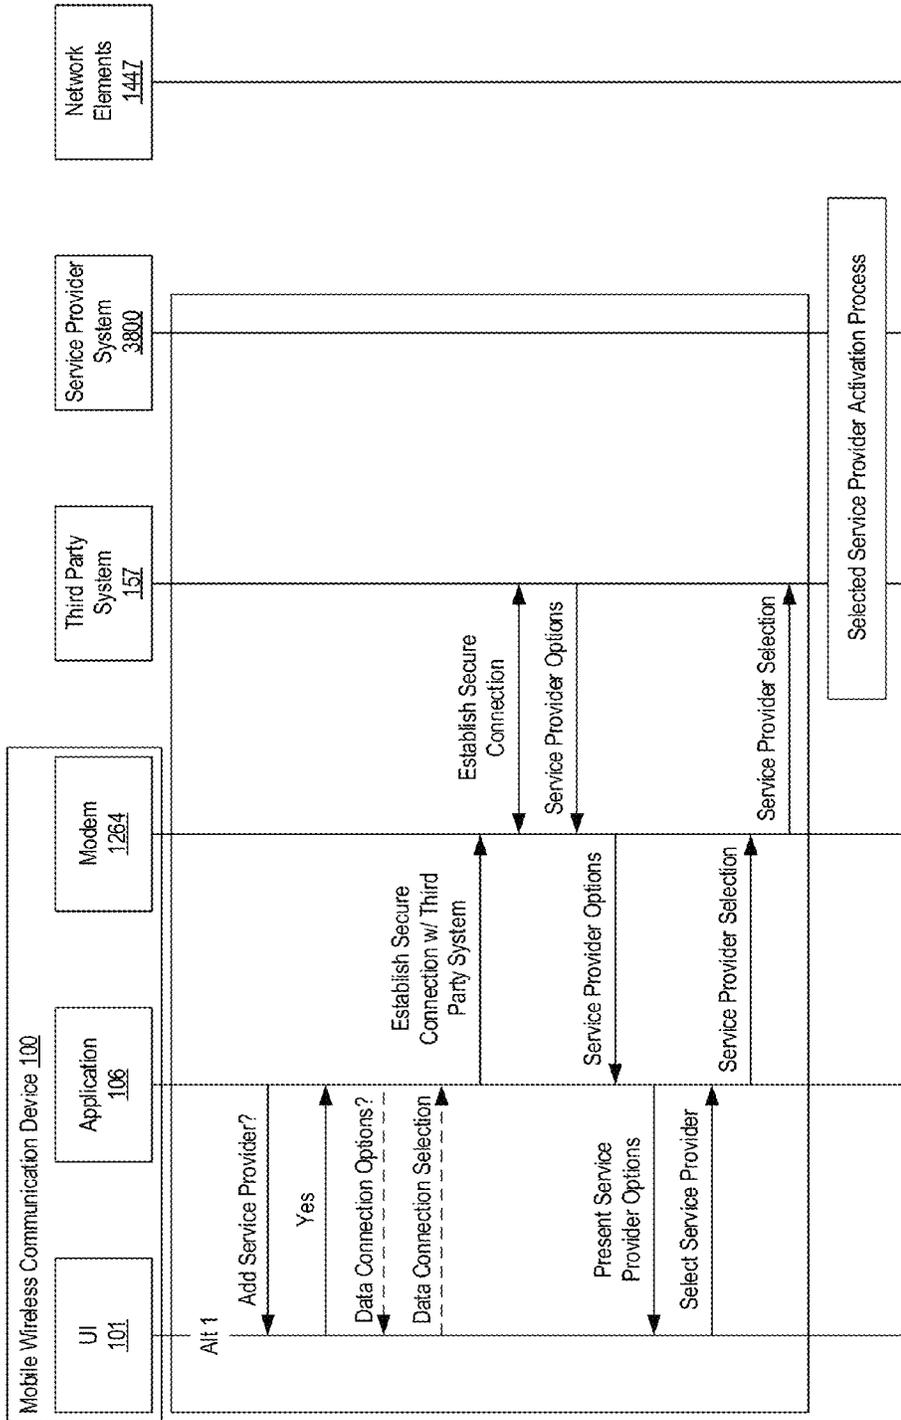 Mobile Wireless Communication Device 100
UI
101
Application
106
Modem
1264
Third Party
System
157
Service Provider
System
3800
Network
Elements
1447
Alt 1
Add Service Provider?
Yes
Data Connection Options?
Data Connection Selection
Establish Secure
Connection w/ Third
Party System
Establish Secure
Connection
Service Provider Options
Service Provider Options
Present Service
Provider Options
Select Service Provider
Service Provider Selection
Service Provider Selection
Selected Service Provider Activation Process